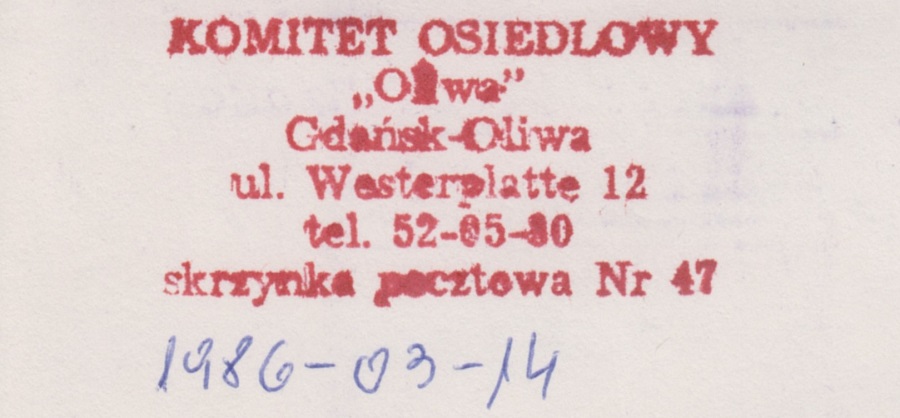 KOMITET OSIEDLOWY
„Oliwa”
Gdańsk-Oliwa
ul. Westerplatte 12
tel. 52-05-80
skrzynka pocztowa Nr 47
1986-03-14